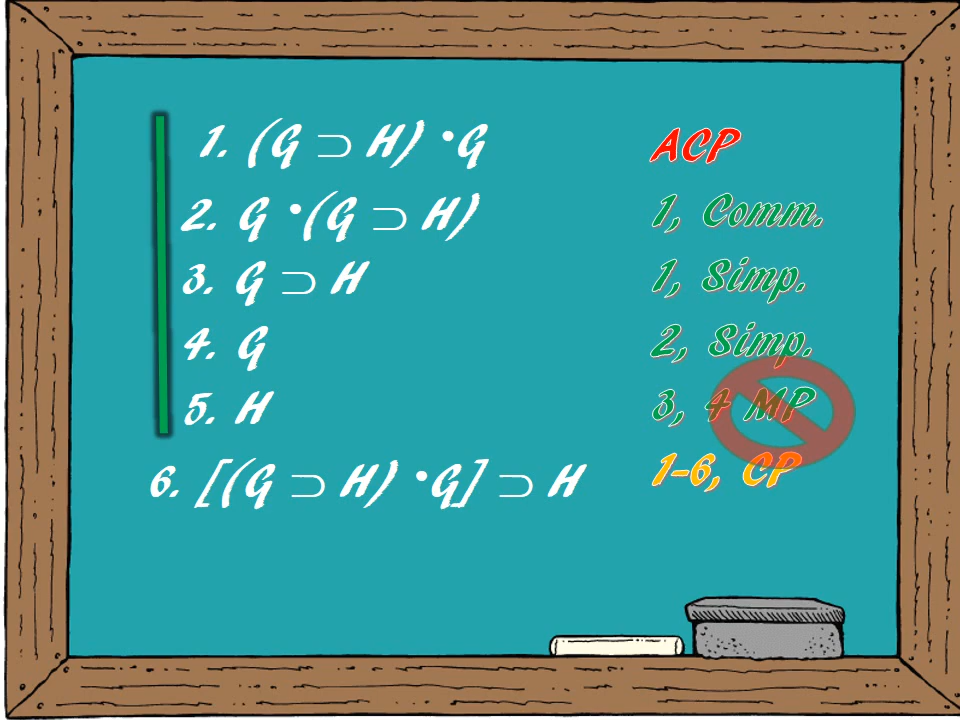 1. (G ⊃ H) · G ACP
2. G · (G ⊃ H) 1, Comm.
3. G ⊃ H 1, Simp.
4. G 2, Simp.
5. H 3, 4 MP
6. [(G ⊃ H) · G] ⊃ H 1-6, CP